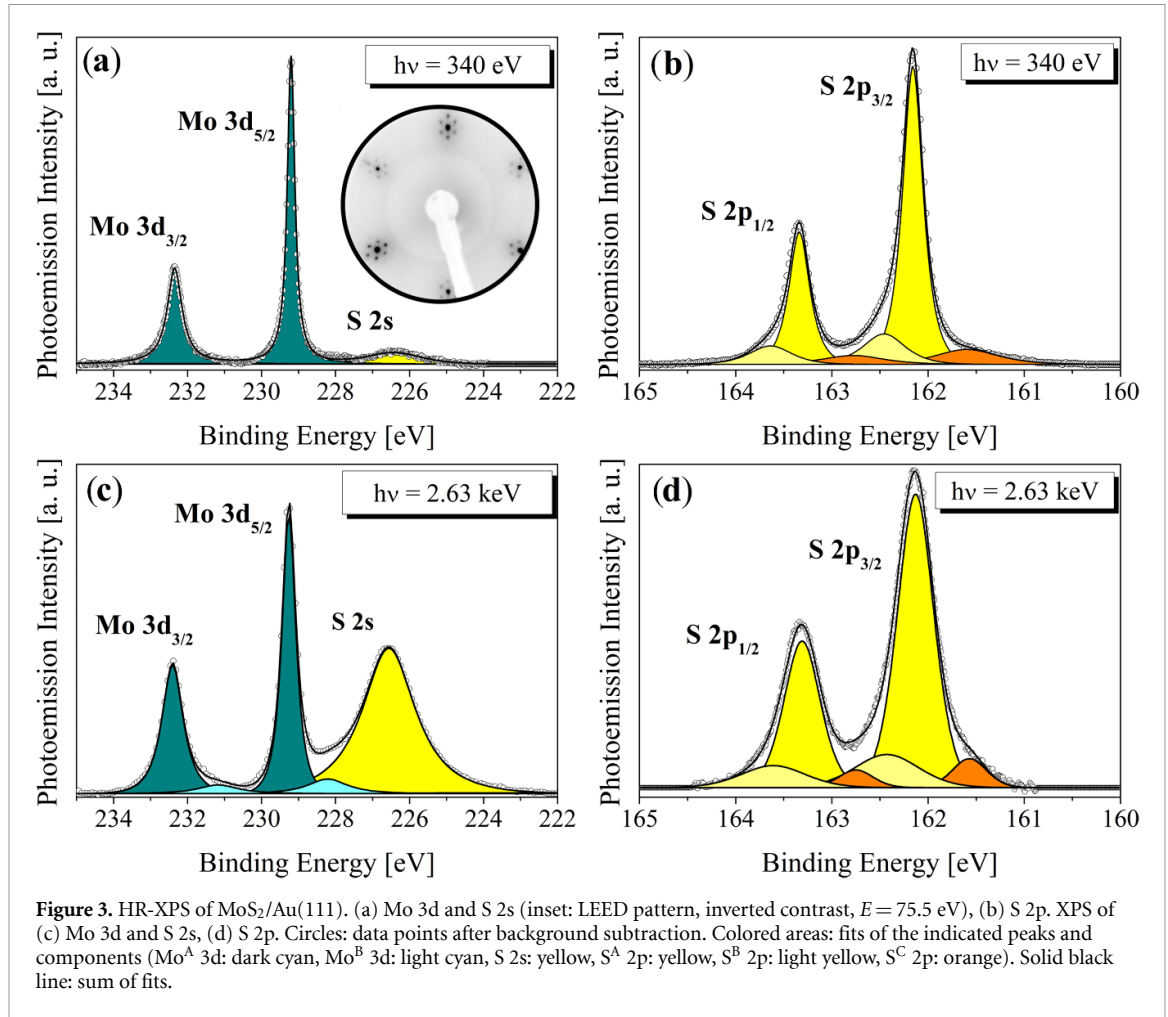 (a)
hν = 340 eV
Mo 3d5/2
Mo 3d3/2
S 2s
Photoemission Intensity [a. u.]
234 232 230 228 226 224 222
Binding Energy [eV]
(b)
hν = 340 eV
S 2p3/2
S 2p1/2
Photoemission Intensity [a. u.]
165 164 163 162 161 160
Binding Energy [eV]
(c)
hν = 2.63 keV
Mo 3d5/2
Mo 3d3/2
S 2s
Photoemission Intensity [a. u.]
234 232 230 228 226 224 222
Binding Energy [eV]
(d)
hν = 2.63 keV
S 2p3/2
S 2p1/2
Photoemission Intensity [a. u.]
165 164 163 162 161 160
Binding Energy [eV]
Figure 3. HR-XPS of MoS2/Au(111). (a) Mo 3d and S 2s (inset: LEED pattern, inverted contrast, E = 75.5 eV), (b) S 2p. XPS of
(c) Mo 3d and S 2s, (d) S 2p. Circles: data points after background subtraction. Colored areas: fits of the indicated peaks and
components (Mo^A 3d: dark cyan, Mo^B 3d: light cyan, S 2s: yellow, S^A 2p: yellow, S^B 2p: light yellow, S^C 2p: orange). Solid black
line: sum of fits.